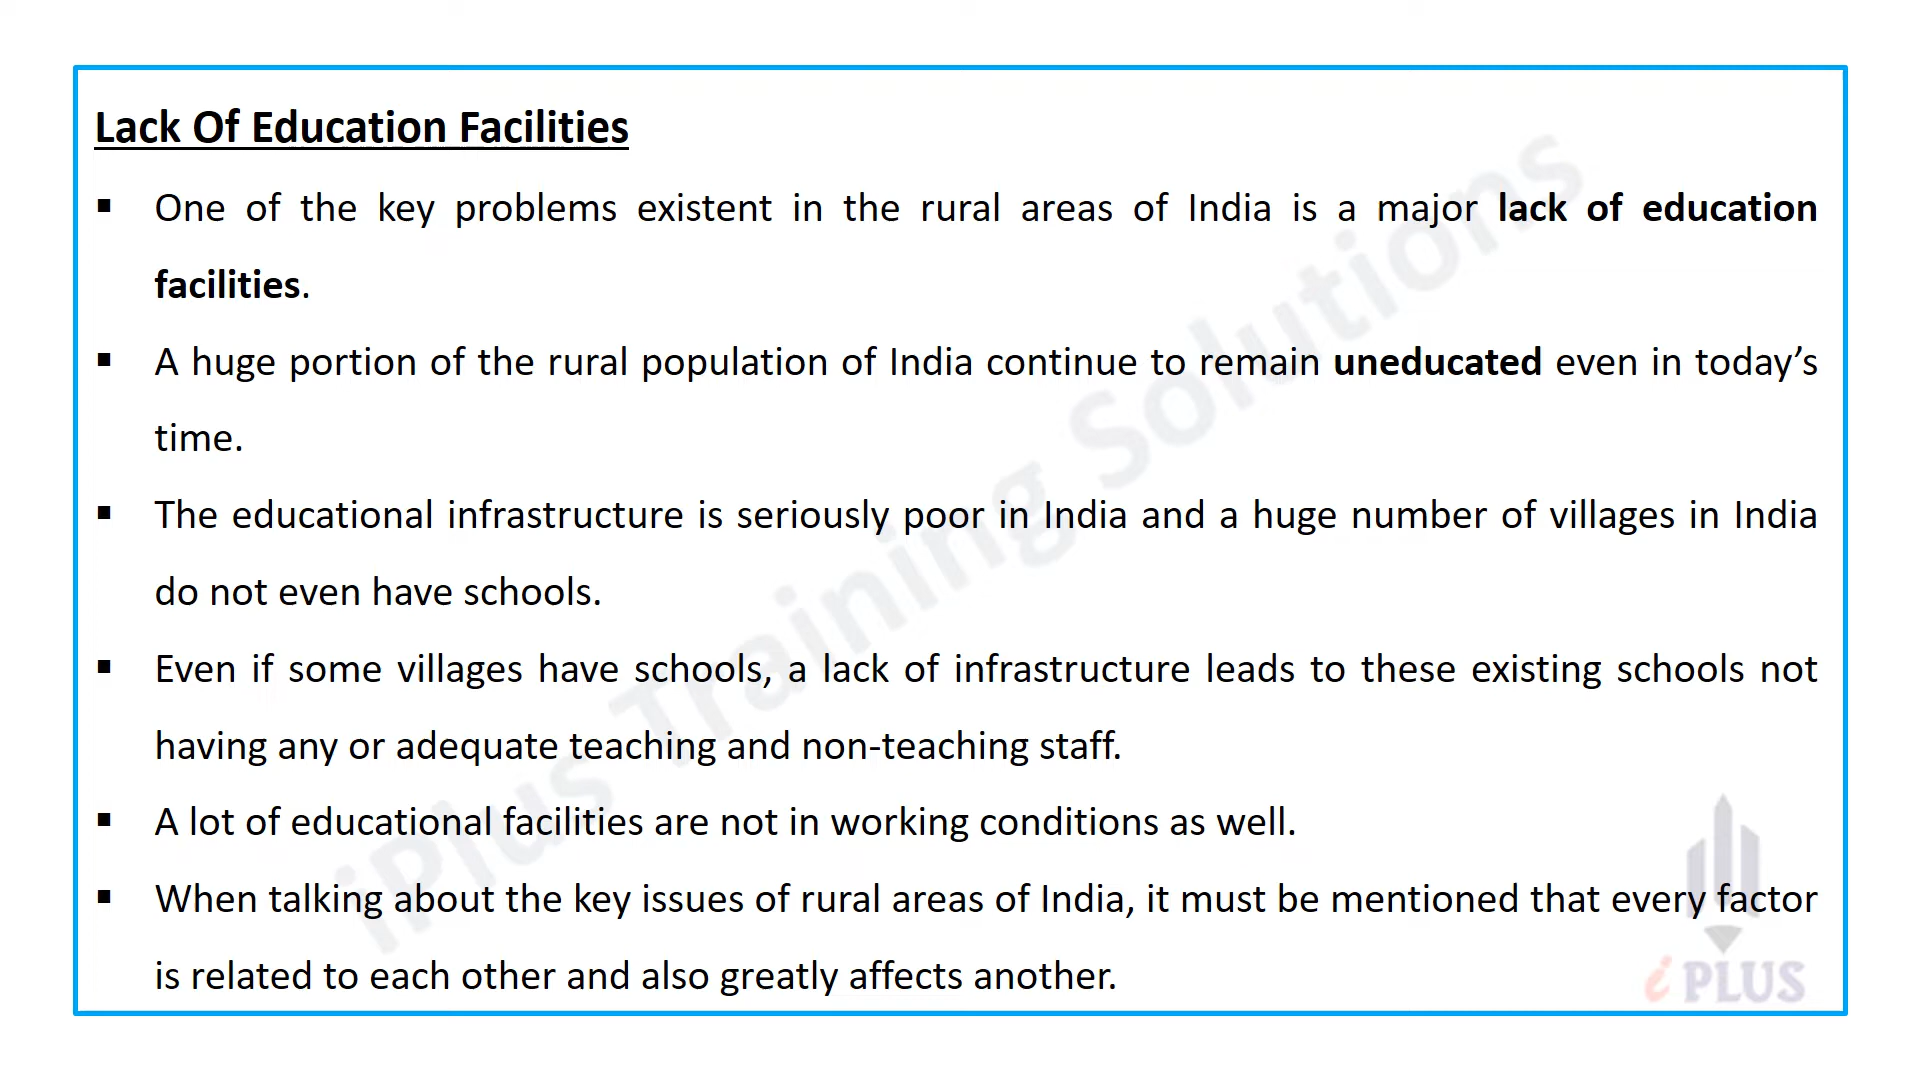 Lack Of Education Facilities
▪ One of the key problems existent in the rural areas of India is a major lack of education
facilities.
▪ A huge portion of the rural population of India continue to remain uneducated even in today’s
time.
▪ The educational infrastructure is seriously poor in India and a huge number of villages in India
do not even have schools.
▪ Even if some villages have schools, a lack of infrastructure leads to these existing schools not
having any or adequate teaching and non-teaching staff.
▪ A lot of educational facilities are not in working conditions as well.
▪ When talking about the key issues of rural areas of India, it must be mentioned that every factor
is related to each other and also greatly affects another.
iPlus Training Solutions
i PLUS